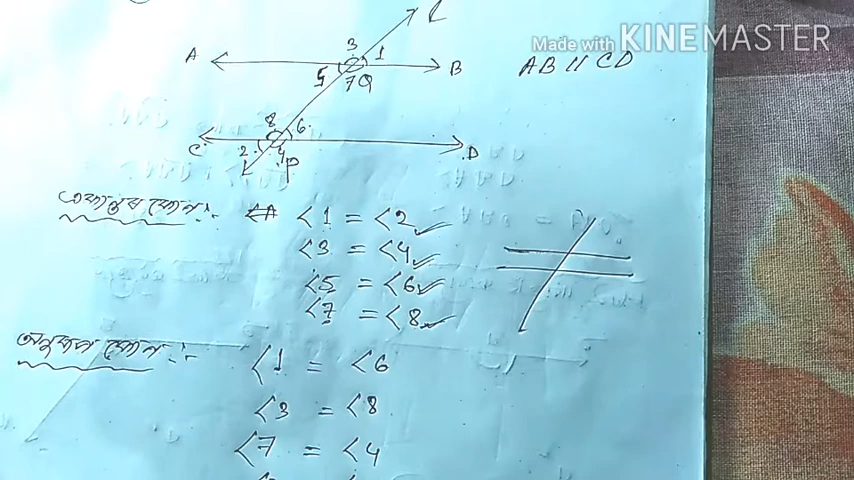 Made with KINEMASTER
L
3
A
1
5
7
Q
B
AB || CD
8
6
C
2
4
P
D
একান্তর কোন :-
<1 = <2 ✓
<3 = <4 ✓
<5 = <6 ✓
<7 = <8 ✓
অনুরূপ কোন :-
<1 = <6
<3 = <8
<7 = <4